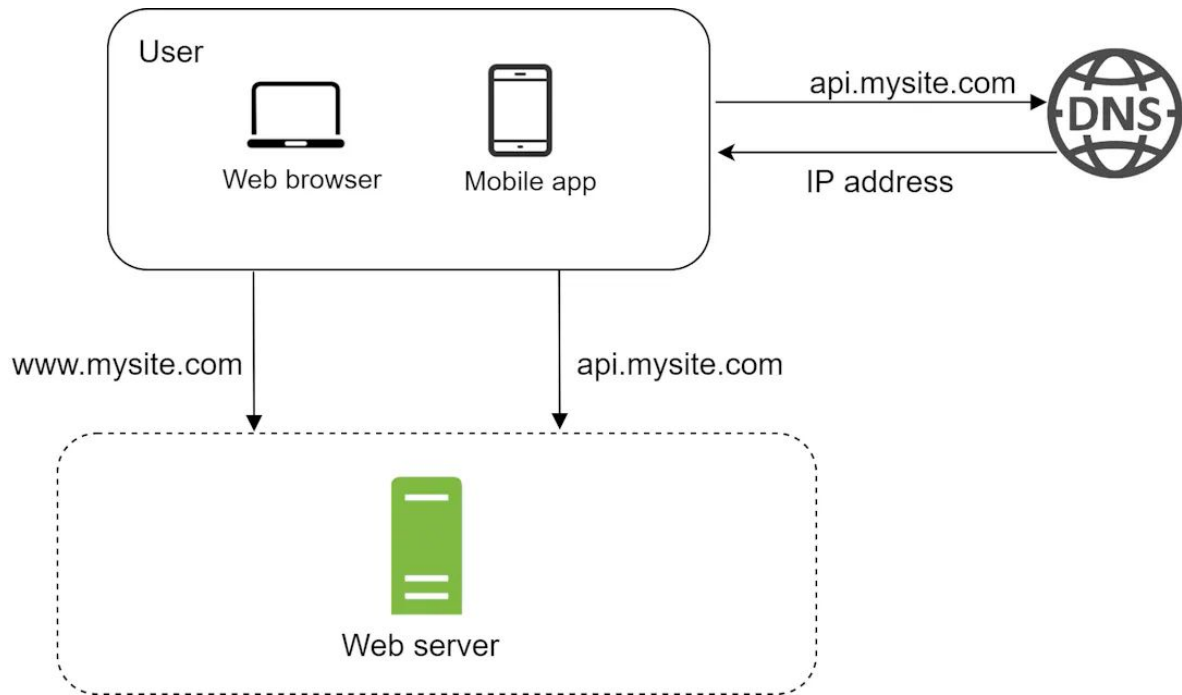 User
Web browser
Mobile app
api.mysite.com
DNS
IP address
www.mysite.com
api.mysite.com
Web server